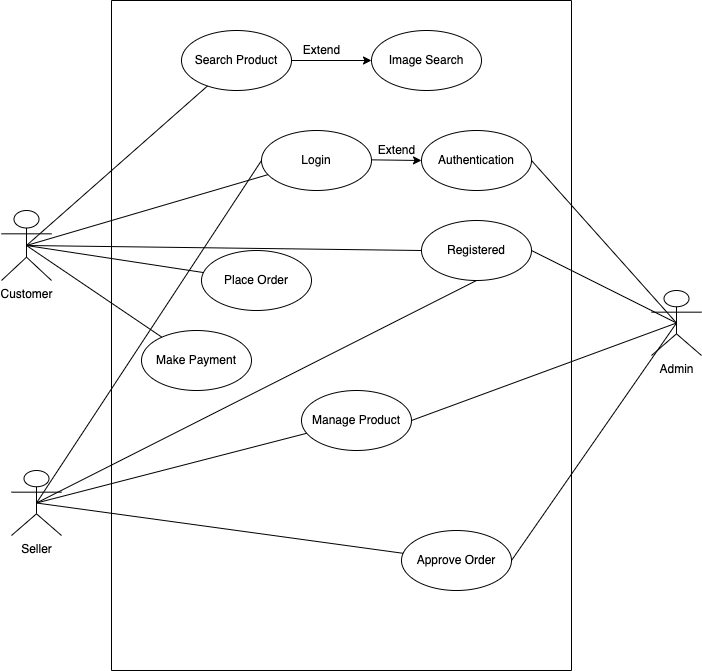 Extend
Search Product
Image Search
Extend
Login
Authentication
Registered
Place Order
Customer
Make Payment
Admin
Manage Product
Seller
Approve Order